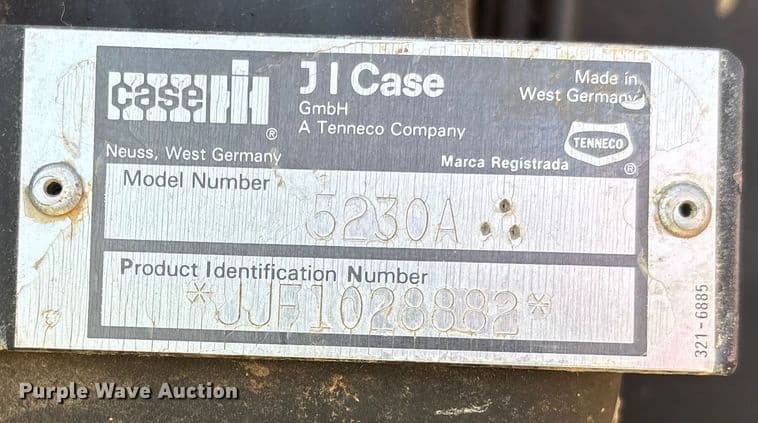 case IH ®
J I Case
GmbH
A Tenneco Company
Made in
West Germany
TENNECO
Marca Registrada ®
Neuss, West Germany
Model Number
5230A
Product Identification Number
*JJF1028882*
321-6885
Purple Wave Auction